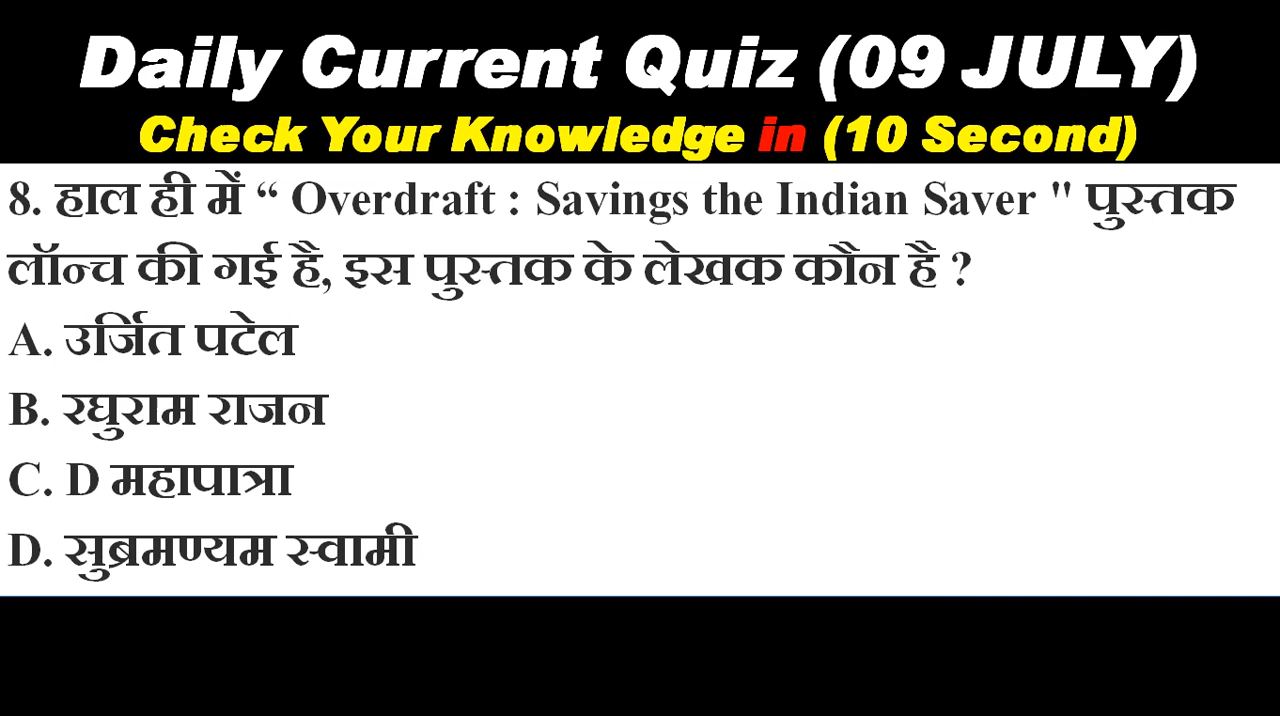 Daily Current Quiz (09 JULY)
Check Your Knowledge in (10 Second)
8. हाल ही में “ Overdraft : Savings the Indian Saver " पुस्तक
लॉन्च की गई है, इस पुस्तक के लेखक कौन है ?
A. उर्जित पटेल
B. रघुराम राजन
C. D महापात्रा
D. सुब्रमण्यम स्वामी